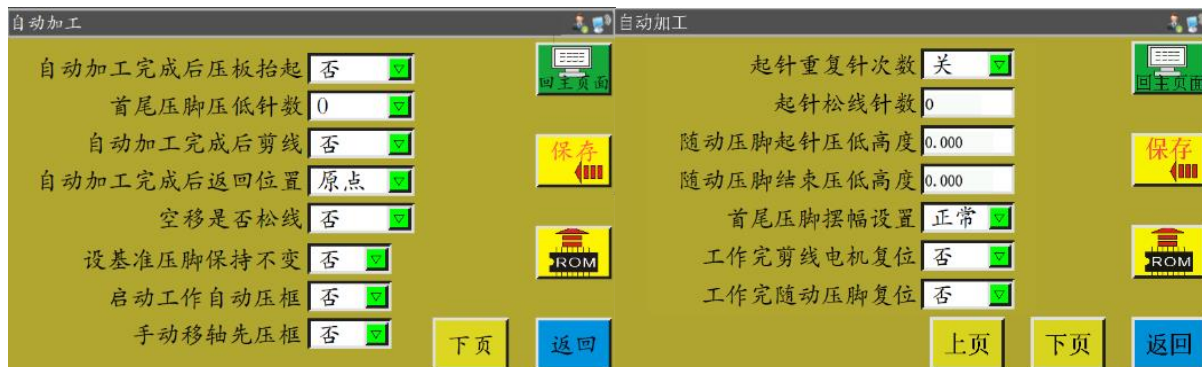 自动加工
自动加工完成后压板抬起 否
回主页面
首尾压脚压低针数 0
自动加工完成后剪线 否
保存
自动加工完成后返回位置 原点
空移是否松线 否
设基准压脚保持不变 否
ROM
启动工作自动压框 否
手动移轴先压框 否
下页
返回
自动加工
起针重复针次数 关
回主页面
起针松线针数 0
随动压脚起针压低高度 0.000
保存
随动压脚结束压低高度 0.000
首尾压脚摆幅设置 正常
工作完剪线电机复位 否
ROM
工作完随动压脚复位 否
上页
下页
返回